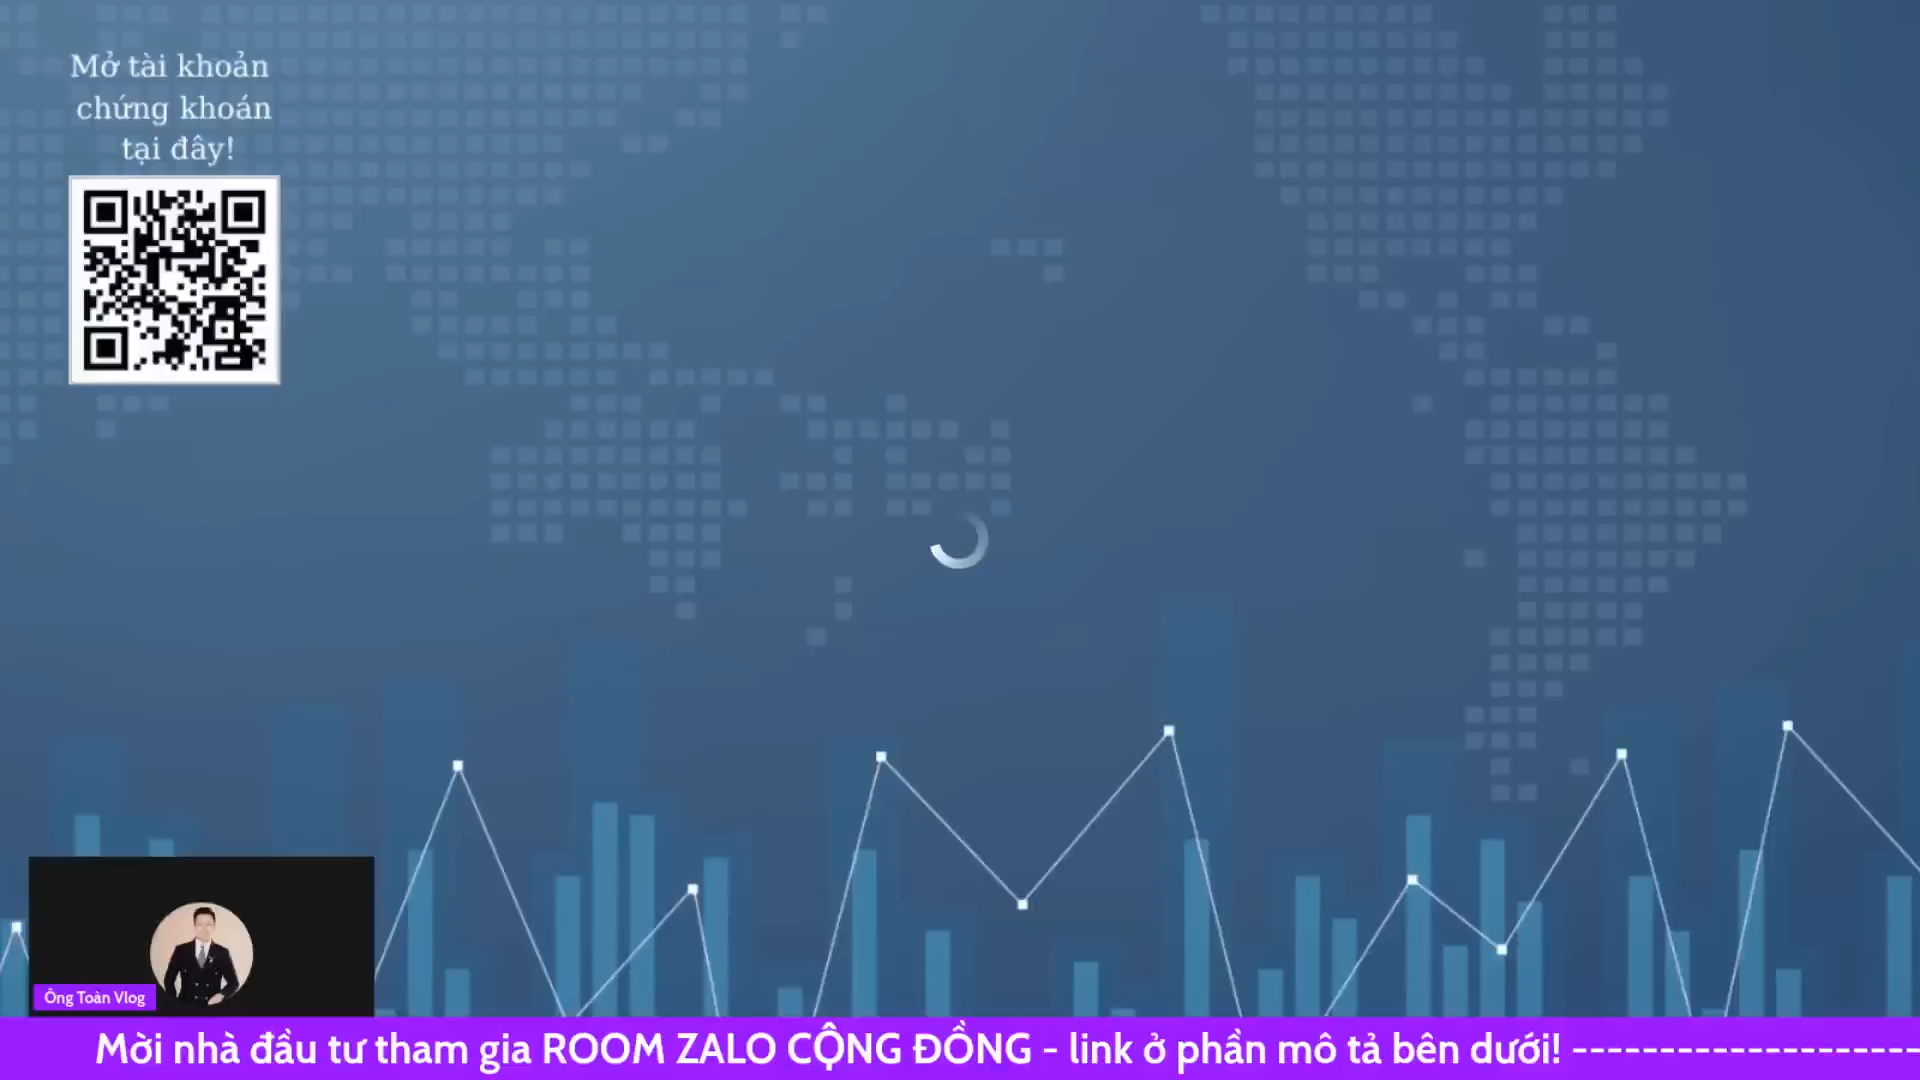 Mở tài khoản
chứng khoán
tại đây!
Ông Toàn Vlog
Mời nhà đầu tư tham gia ROOM ZALO CỘNG ĐỒNG - link ở phần mô tả bên dưới! --------------------